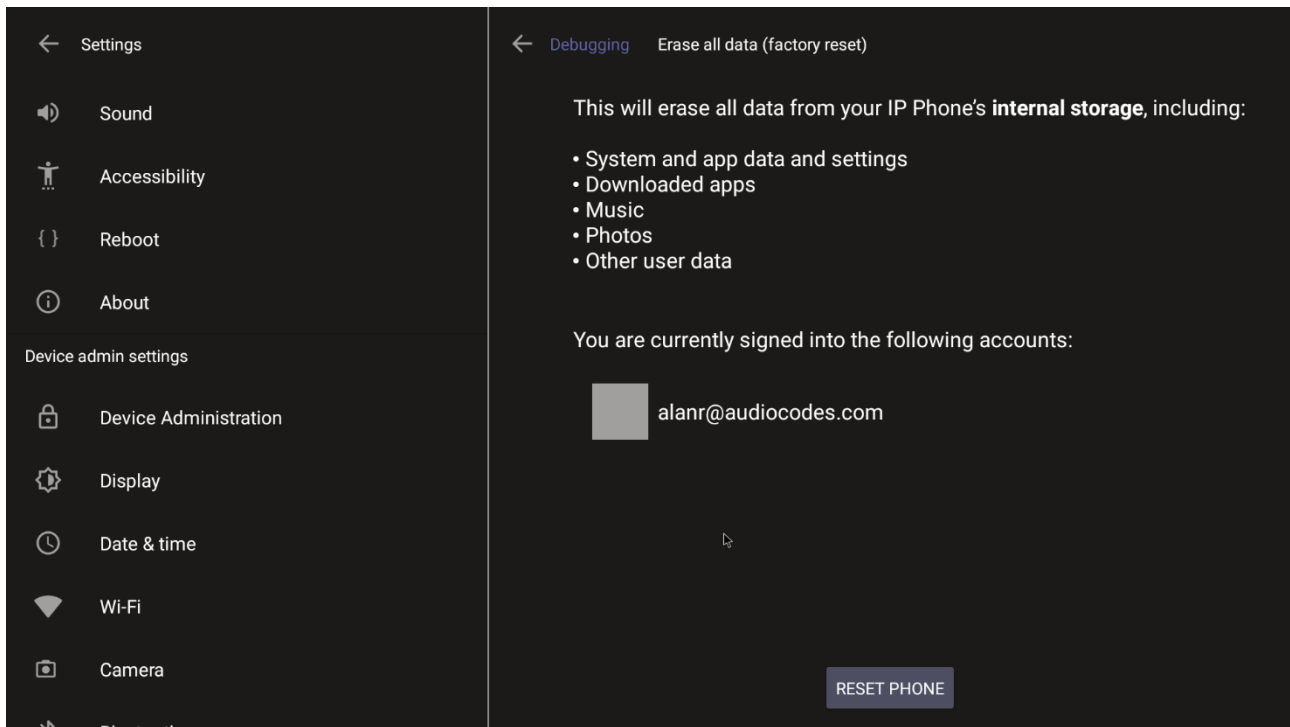 Settings
Sound
Accessibility
{ } Reboot
About
Device admin settings
Device Administration
Display
Date & time
Wi-Fi
Camera
Debugging Erase all data (factory reset)
This will erase all data from your IP Phone's internal storage, including:
• System and app data and settings
• Downloaded apps
• Music
• Photos
• Other user data
You are currently signed into the following accounts:
alanr@audiocodes.com
RESET PHONE